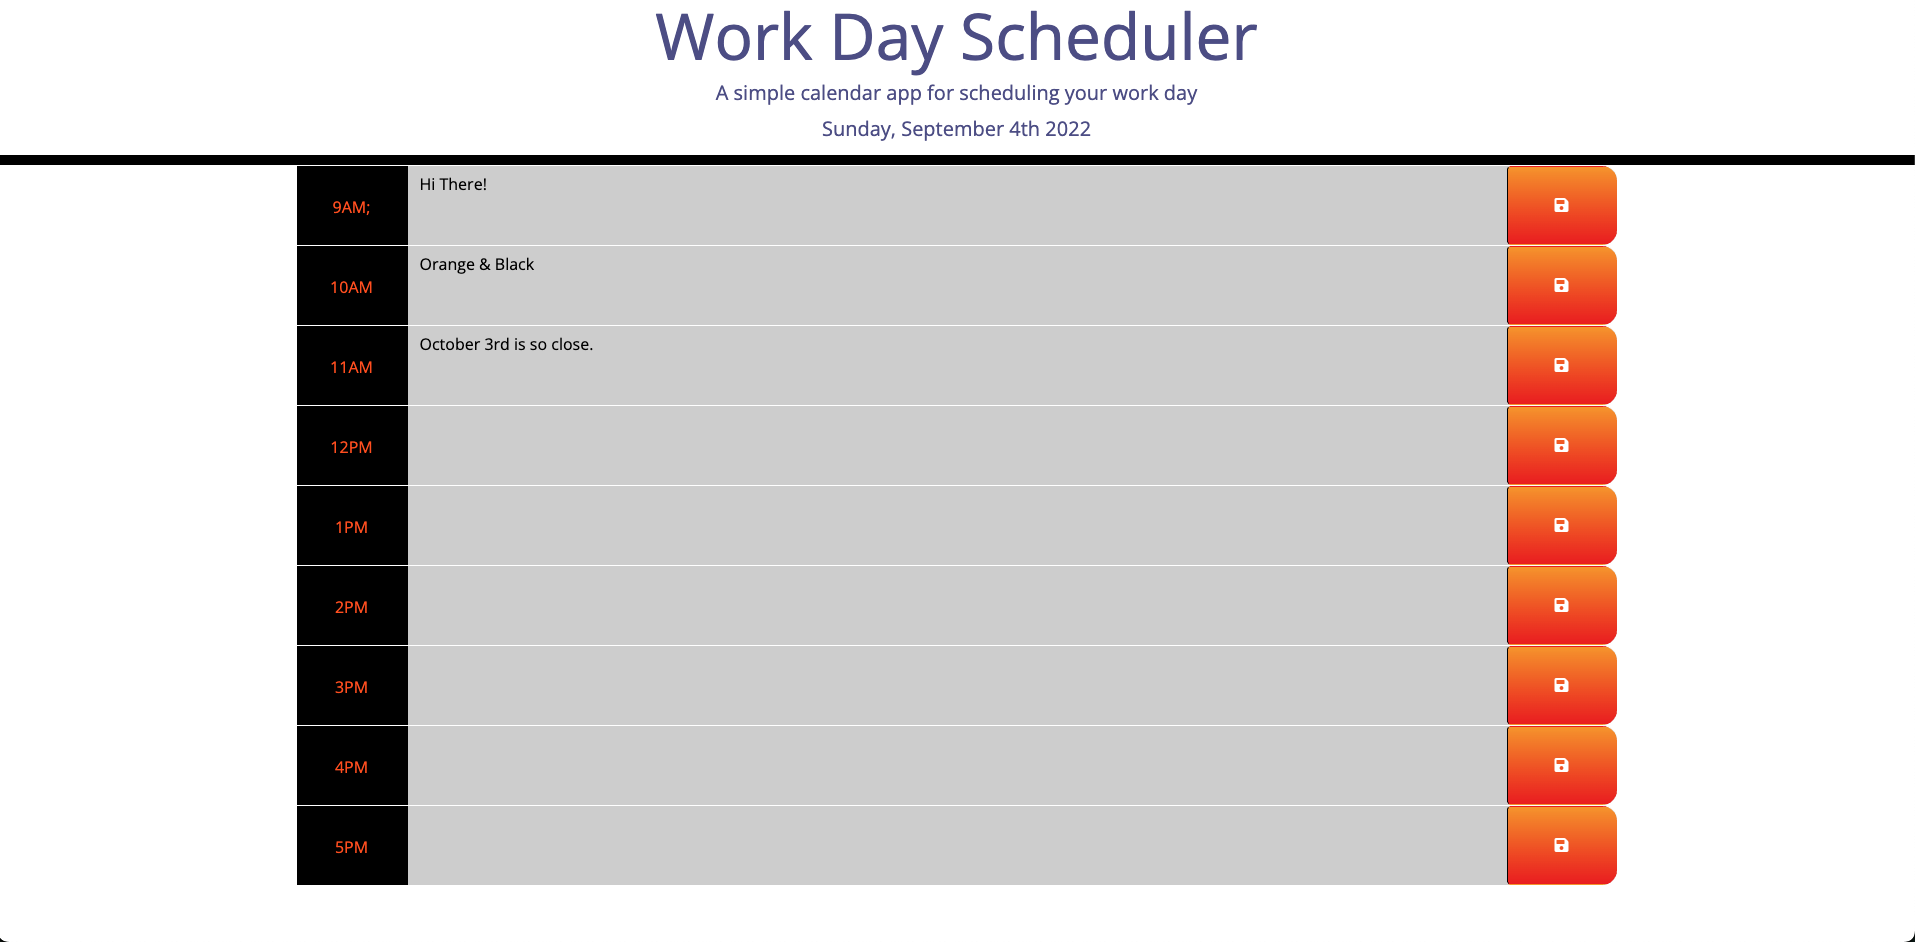 Work Day Scheduler
A simple calendar app for scheduling your work day
Sunday, September 4th 2022
9AM;
Hi There!
10AM
Orange & Black
11AM
October 3rd is so close.
12PM
1PM
2PM
3PM
4PM
5PM